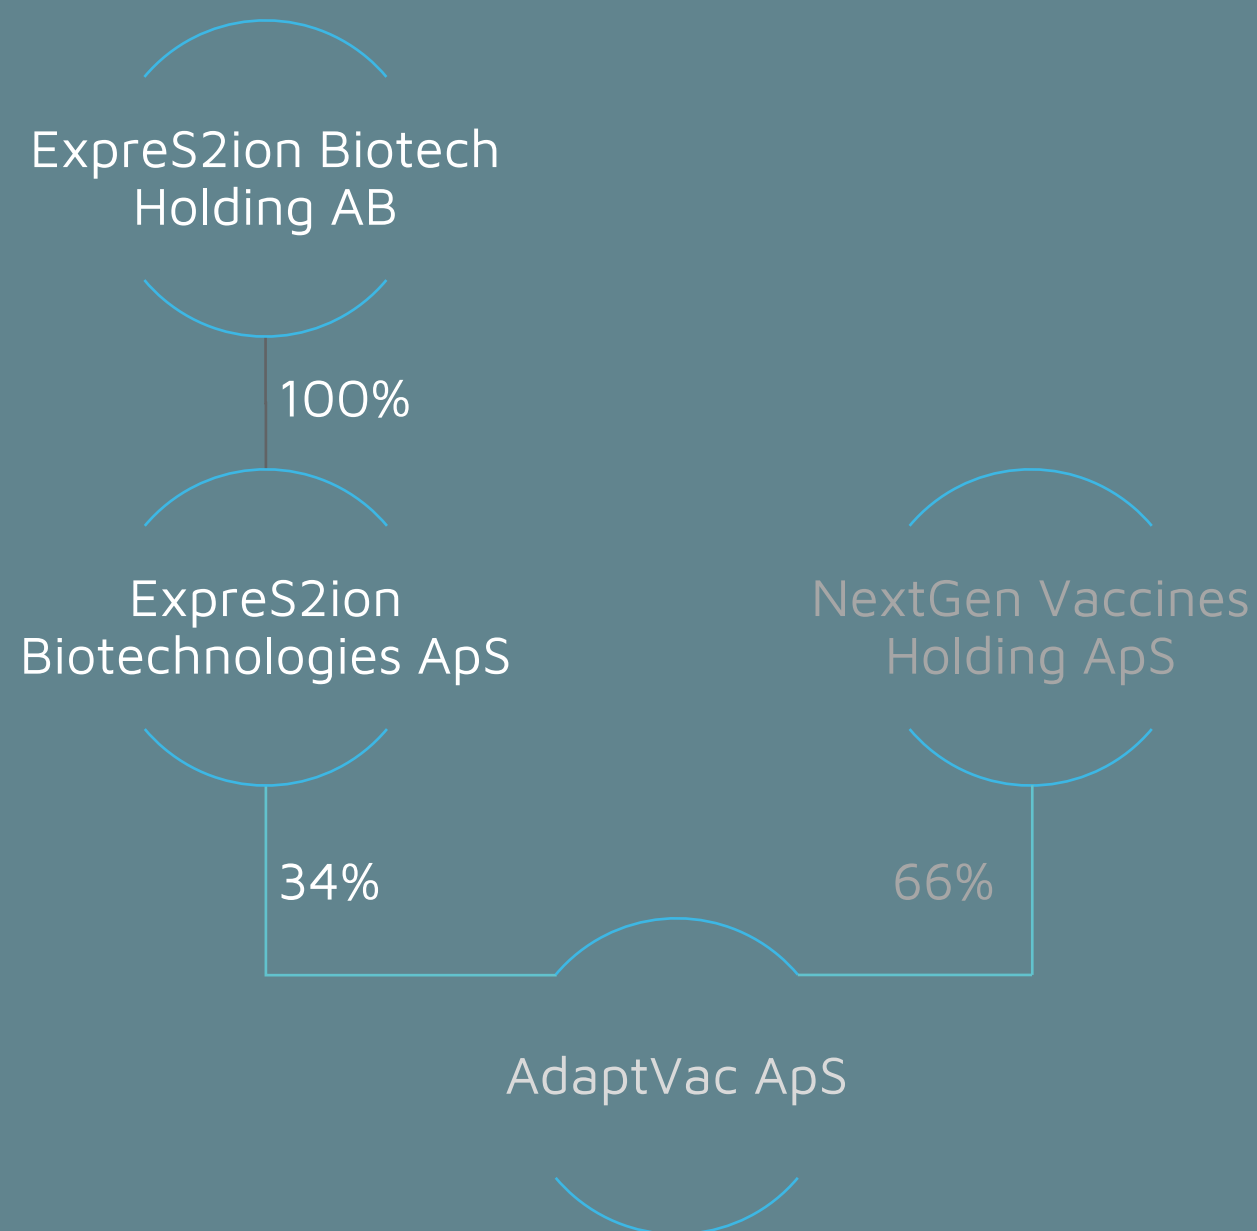 ExpreS2ion Biotech
Holding AB
100%
ExpreS2ion
Biotechnologies ApS
NextGen Vaccines
Holding ApS
34%
66%
AdaptVac ApS